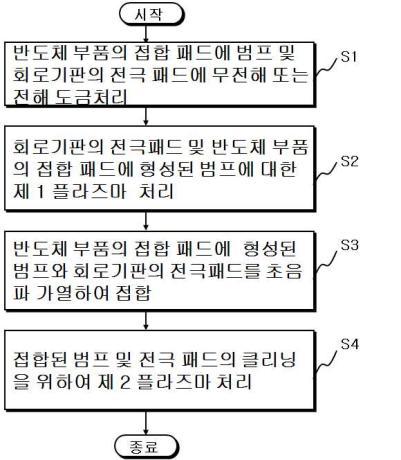 시작
반도체 부품의 접합 패드에 범프 및
회로기판의 전극 패드에 무전해 또는
전해 도금처리
S1
회로기판의 전극패드 및 반도체 부품
의 접합 패드에 형성된 범프에 대한
제 1 플라즈마 처리
S2
반도체 부품의 접합 패드에 형성된
범프와 회로기판의 전극패드를 초음
파 가열하여 접합
S3
접합된 범프 및 전극 패드의 클리닝
을 위하여 제 2 플라즈마 처리
S4
종료